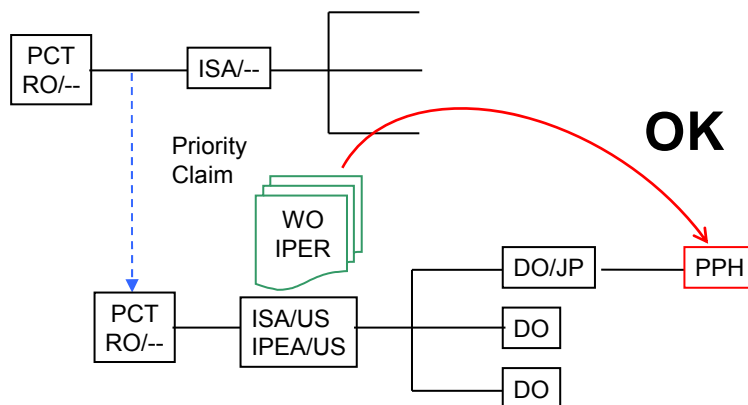 PCT
RO/--
ISA/--
OK
Priority
Claim
WO
IPER
DO/JP
PPH
PCT
RO/--
ISA/US
IPEA/US
DO
DO